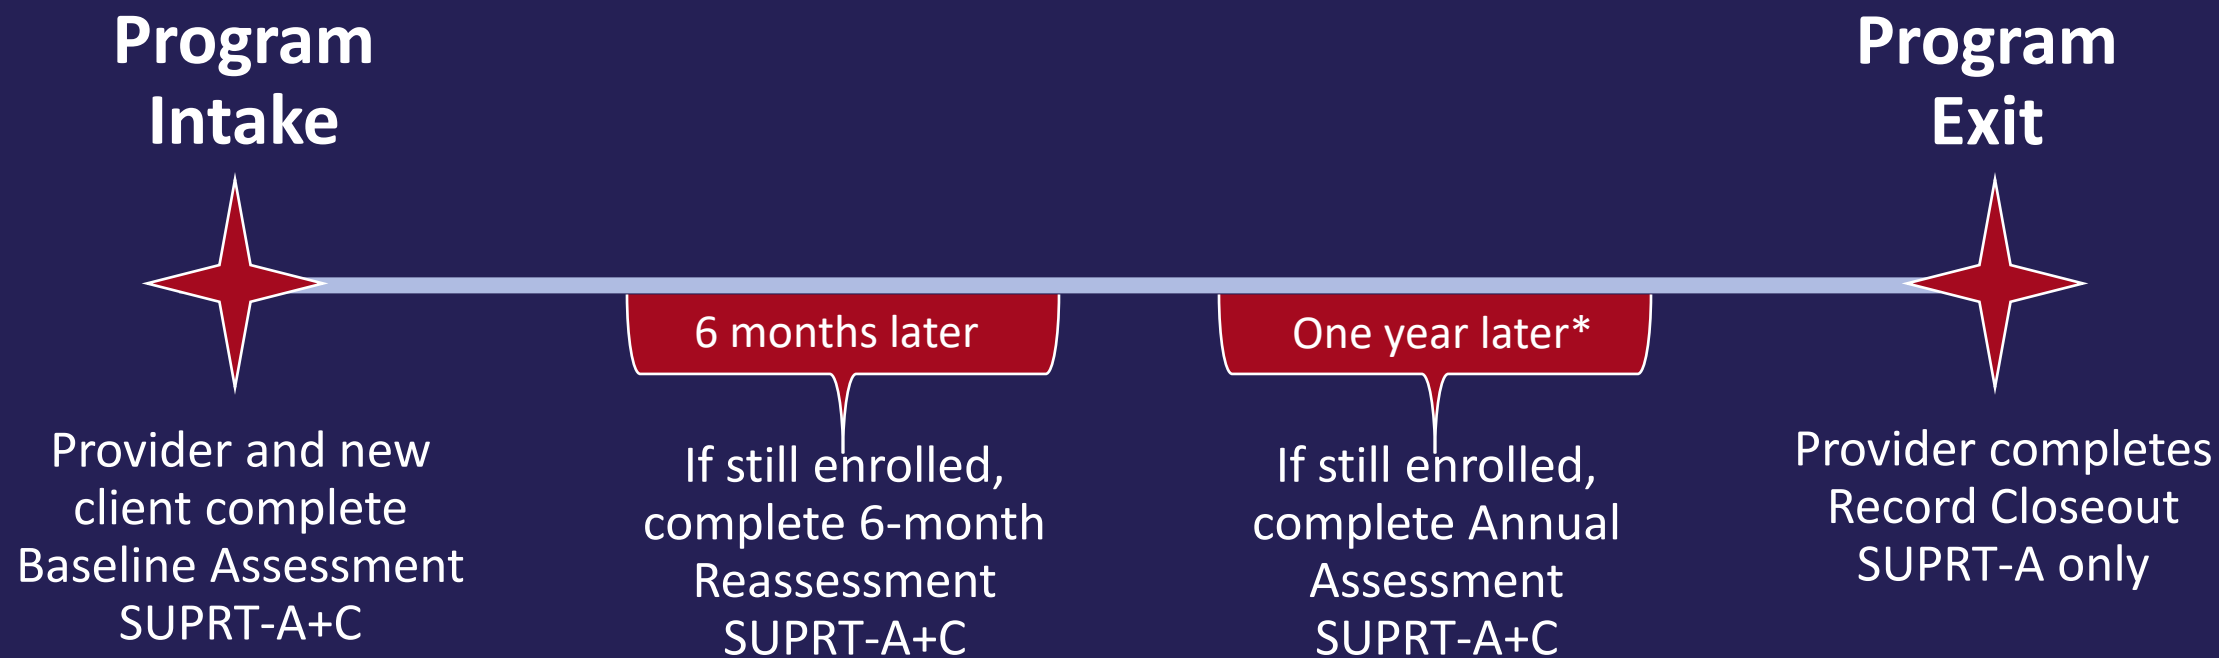 Program
Intake
Program
Exit
6 months later
One year later*
Provider and new
client complete
Baseline Assessment
SUPRT-A+C
If still enrolled,
complete 6-month
Reassessment
SUPRT-A+C
If still enrolled,
complete Annual
Assessment
SUPRT-A+C
Provider completes
Record Closeout
SUPRT-A only